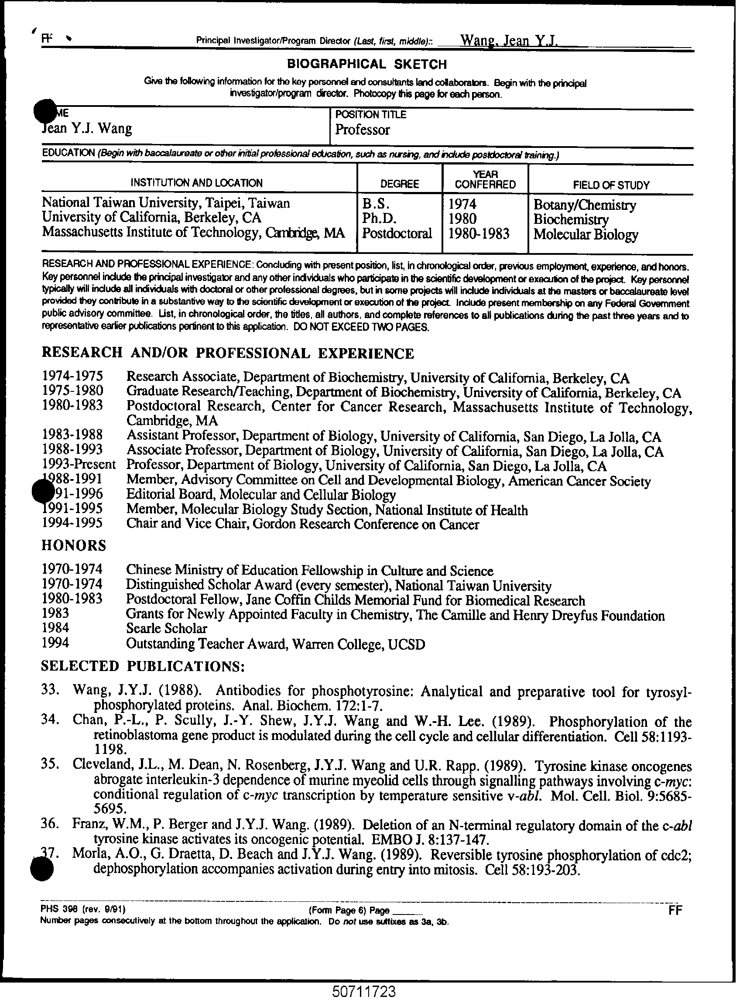 FF
Principal Investigator/Program Director (Last, first, middle):: Wang, Jean Y.J.
BIOGRAPHICAL SKETCH
Give the following information for the key personnel and consultants land collaborators. Begin with the principal
investigator/program director. Photocopy this page for each person.
POSITION TITLE
Jean Y.J. Wang Professor
EDUCATION (Begin with baccalaureate or other initial professional education, such as nursing, and include postdoctoral training.)
INSTITUTION AND LOCATION DEGREE YEAR CONFERRED FIELD OF STUDY
National Taiwan University, Taipei, Taiwan B.S. 1974 Botany/Chemistry
University of California, Berkeley, CA Ph.D. 1980 Biochemistry
Massachusetts Institute of Technology, Cambridge, MA Postdoctoral 1980-1983 Molecular Biology
RESEARCH AND PROFESSIONAL EXPERIENCE: Concluding with present position, list, in chronological order, previous employment, experience, and honors.
Key personnel include the principal investigator and any other individuals who participate in the scientific development or execution of the project. Key personnel
typically will include all individuals with doctoral or other professional degrees, but in some projects will include individuals at the masters or baccalaureate level
provided they contribute in a substantive way to the scientific development or execution of the project. Include present membership on any Federal Government
public advisory committee. List, in chronological order, the titles, all authors, and complete references to all publications during the past three years and to
representative earlier publications pertinent to this application. DO NOT EXCEED TWO PAGES.
RESEARCH AND/OR PROFESSIONAL EXPERIENCE
1974-1975 Research Associate, Department of Biochemistry, University of California, Berkeley, CA
1975-1980 Graduate Research/Teaching, Department of Biochemistry, University of California, Berkeley, CA
1980-1983 Postdoctoral Research, Center for Cancer Research, Massachusetts Institute of Technology,
Cambridge, MA
1983-1988 Assistant Professor, Department of Biology, University of California, San Diego, La Jolla, CA
1988-1993 Associate Professor, Department of Biology, University of California, San Diego, La Jolla, CA
1993-Present Professor, Department of Biology, University of California, San Diego, La Jolla, CA
1988-1991 Member, Advisory Committee on Cell and Developmental Biology, American Cancer Society
91-1996 Editorial Board, Molecular and Cellular Biology
1991-1995 Member, Molecular Biology Study Section, National Institute of Health
1994-1995 Chair and Vice Chair, Gordon Research Conference on Cancer
HONORS
1970-1974 Chinese Ministry of Education Fellowship in Culture and Science
1970-1974 Distinguished Scholar Award (every semester), National Taiwan University
1980-1983 Postdoctoral Fellow, Jane Coffin Childs Memorial Fund for Biomedical Research
1983 Grants for Newly Appointed Faculty in Chemistry, The Camille and Henry Dreyfus Foundation
1984 Searle Scholar
1994 Outstanding Teacher Award, Warren College, UCSD
SELECTED PUBLICATIONS:
33. Wang, J.Y.J. (1988). Antibodies for phosphotyrosine: Analytical and preparative tool for tyrosyl-
phosphorylated proteins. Anal. Biochem. 172:1-7.
34. Chan, P.-L., P. Scully, J.-Y. Shew, J.Y.J. Wang and W.-H. Lee. (1989). Phosphorylation of the
retinoblastoma gene product is modulated during the cell cycle and cellular differentiation. Cell 58:1193-
1198.
35. Cleveland, J.L., M. Dean, N. Rosenberg, J.Y.J. Wang and U.R. Rapp. (1989). Tyrosine kinase oncogenes
abrogate interleukin-3 dependence of murine myeolid cells through signalling pathways involving c-myc:
conditional regulation of c-myc transcription by temperature sensitive v-abl. Mol. Cell. Biol. 9:5685-
5695.
36. Franz, W.M., P. Berger and J.Y.J. Wang. (1989). Deletion of an N-terminal regulatory domain of the c-abl
tyrosine kinase activates its oncogenic potential. EMBO J. 8:137-147.
37. Morla, A.O., G. Draetta, D. Beach and J.Y.J. Wang. (1989). Reversible tyrosine phosphorylation of cdc2;
dephosphorylation accompanies activation during entry into mitosis. Cell 58:193-203.
PHS 398 (rev. 9/91) (Form Page 6) Page ____ FF
Number pages consecutively at the bottom throughout the application. Do not use suffixes as 3a, 3b.
50711723